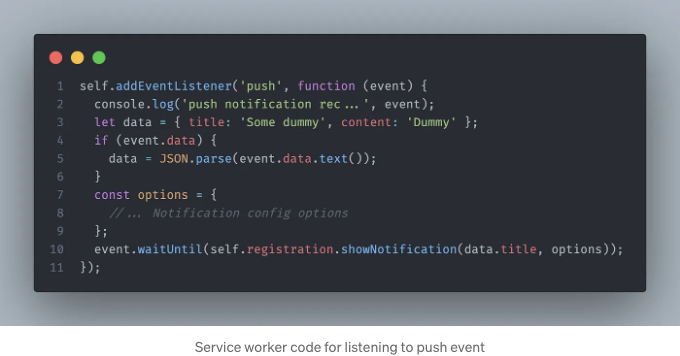 1 self.addEventListener('push', function (event) {
2   console.log('push notification rec...', event);
3   let data = { title: 'Some dummy', content: 'Dummy' };
4   if (event.data) {
5     data = JSON.parse(event.data.text());
6   }
7   const options = {
8     //... Notification config options
9   };
10   event.waitUntil(self.registration.showNotification(data.title, options));
11 });
Service worker code for listening to push event